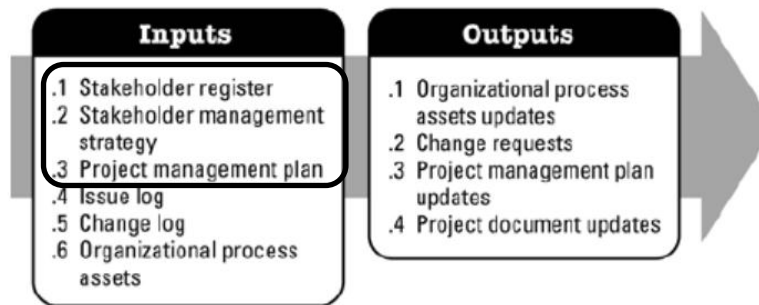 Inputs
.1 Stakeholder register
.2 Stakeholder management
strategy
.3 Project management plan
.4 Issue log
.5 Change log
.6 Organizational process
assets
Outputs
.1 Organizational process
assets updates
.2 Change requests
.3 Project management plan
updates
.4 Project document updates